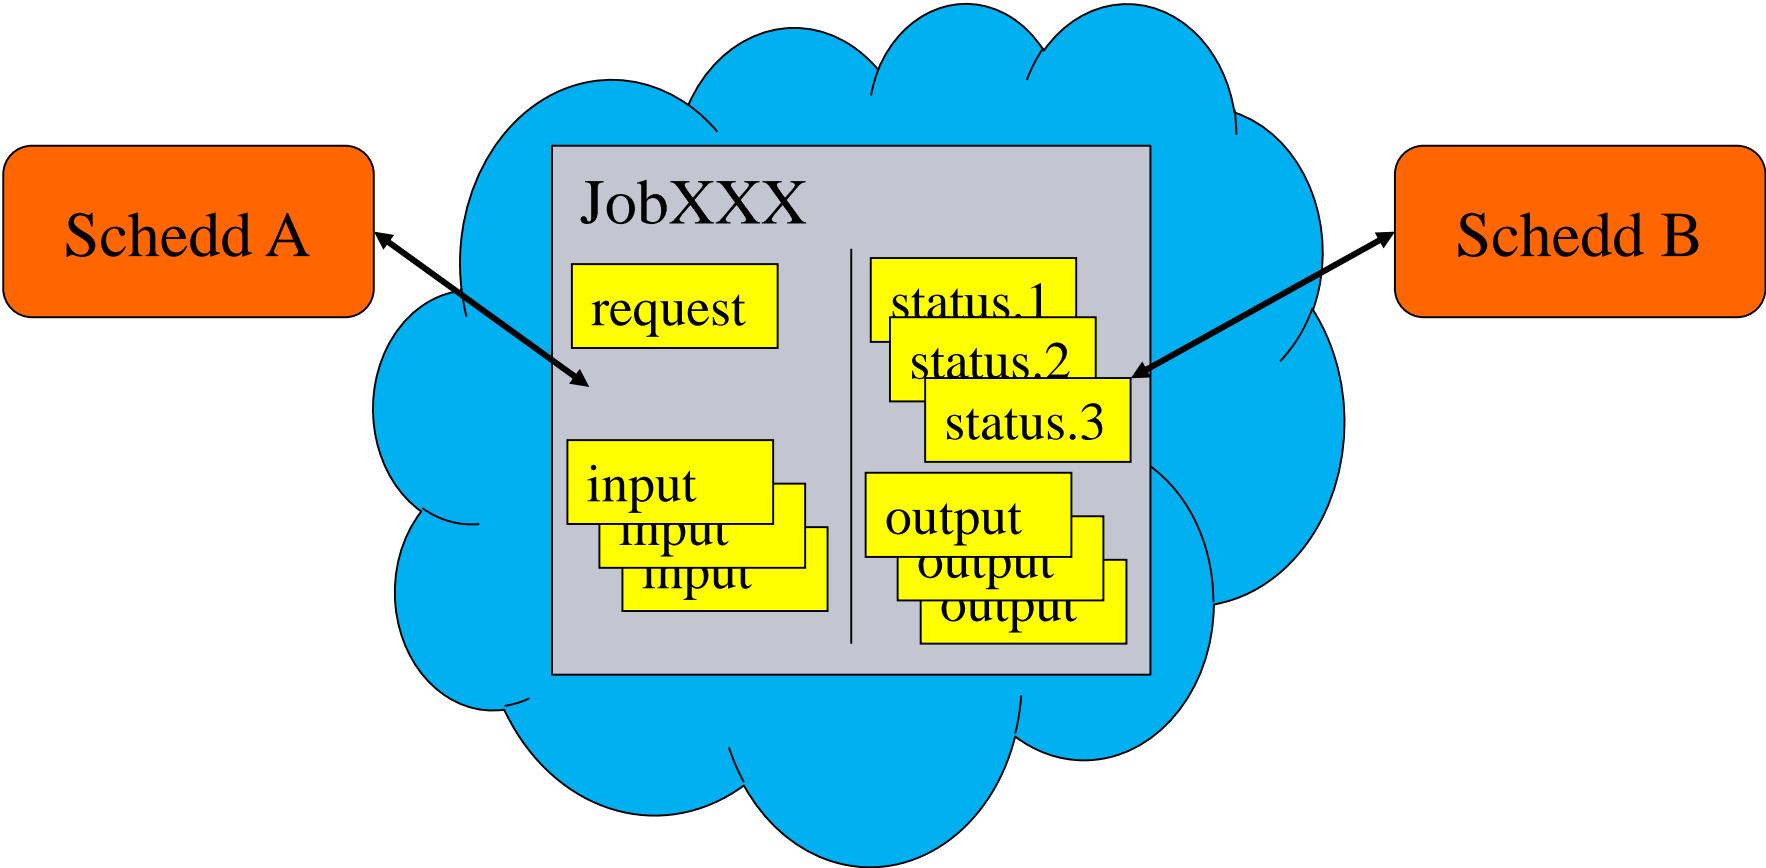 Schedd A
JobXXX
request
input
input
input
status.1
status.2
status.3
output
output
output
Schedd B